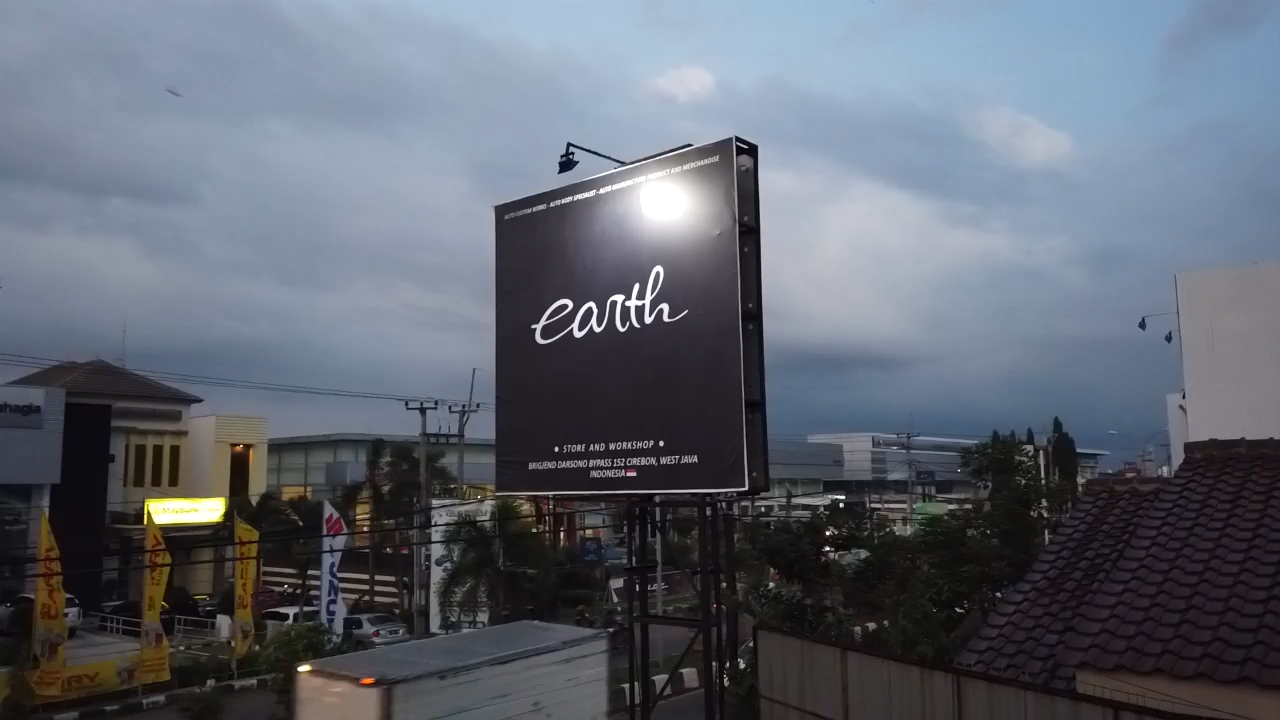 AUTO CUSTOM WORKS - AUTO BODY SPECIALIST - AUTO MANUFACTURE PRODUCT AND MERCHANDISE
earth
• STORE AND WORKSHOP •
BRIGJEND DARSONO BYPASS 152 CIREBON, WEST JAVA
INDONESIA
ahagia
Maybank